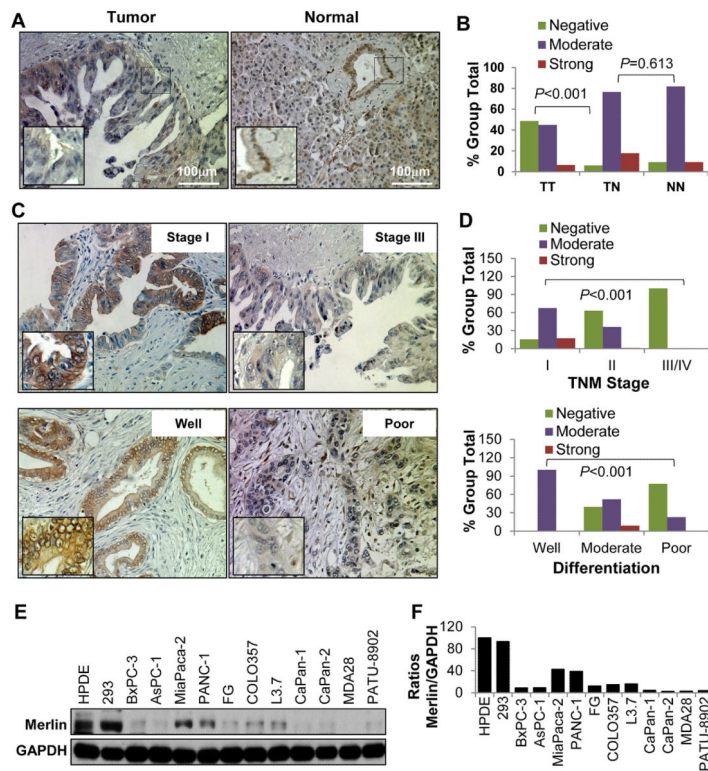 A
Tumor
Normal
100μm
100μm
B
Negative
Moderate
Strong
% Group Total
100
80
60
40
20
0
P<0.001
P=0.613
TT TN NN
C
Stage I
Stage III
Well
Poor
D
Negative
Moderate
Strong
% Group Total
150
120
90
60
30
0
P<0.001
I II III/IV
TNM Stage
Negative
Moderate
Strong
% Group Total
150
120
90
60
30
0
P<0.001
Well Moderate Poor
Differentiation
E
HPDE
293
BxPC-3
AsPC-1
MiaPaca-2
PANC-1
FG
COLO357
L3.7
CaPan-1
CaPan-2
MDA28
PATU-8902
Merlin
GAPDH
F
Ratios
Merlin/GAPDH
120
80
40
0
HPDE
293
BxPC-3
AsPC-1
MiaPaca-2
PANC-1
FG
COLO357
L3.7
CaPan-1
CaPan-2
MDA28
PATU-8902